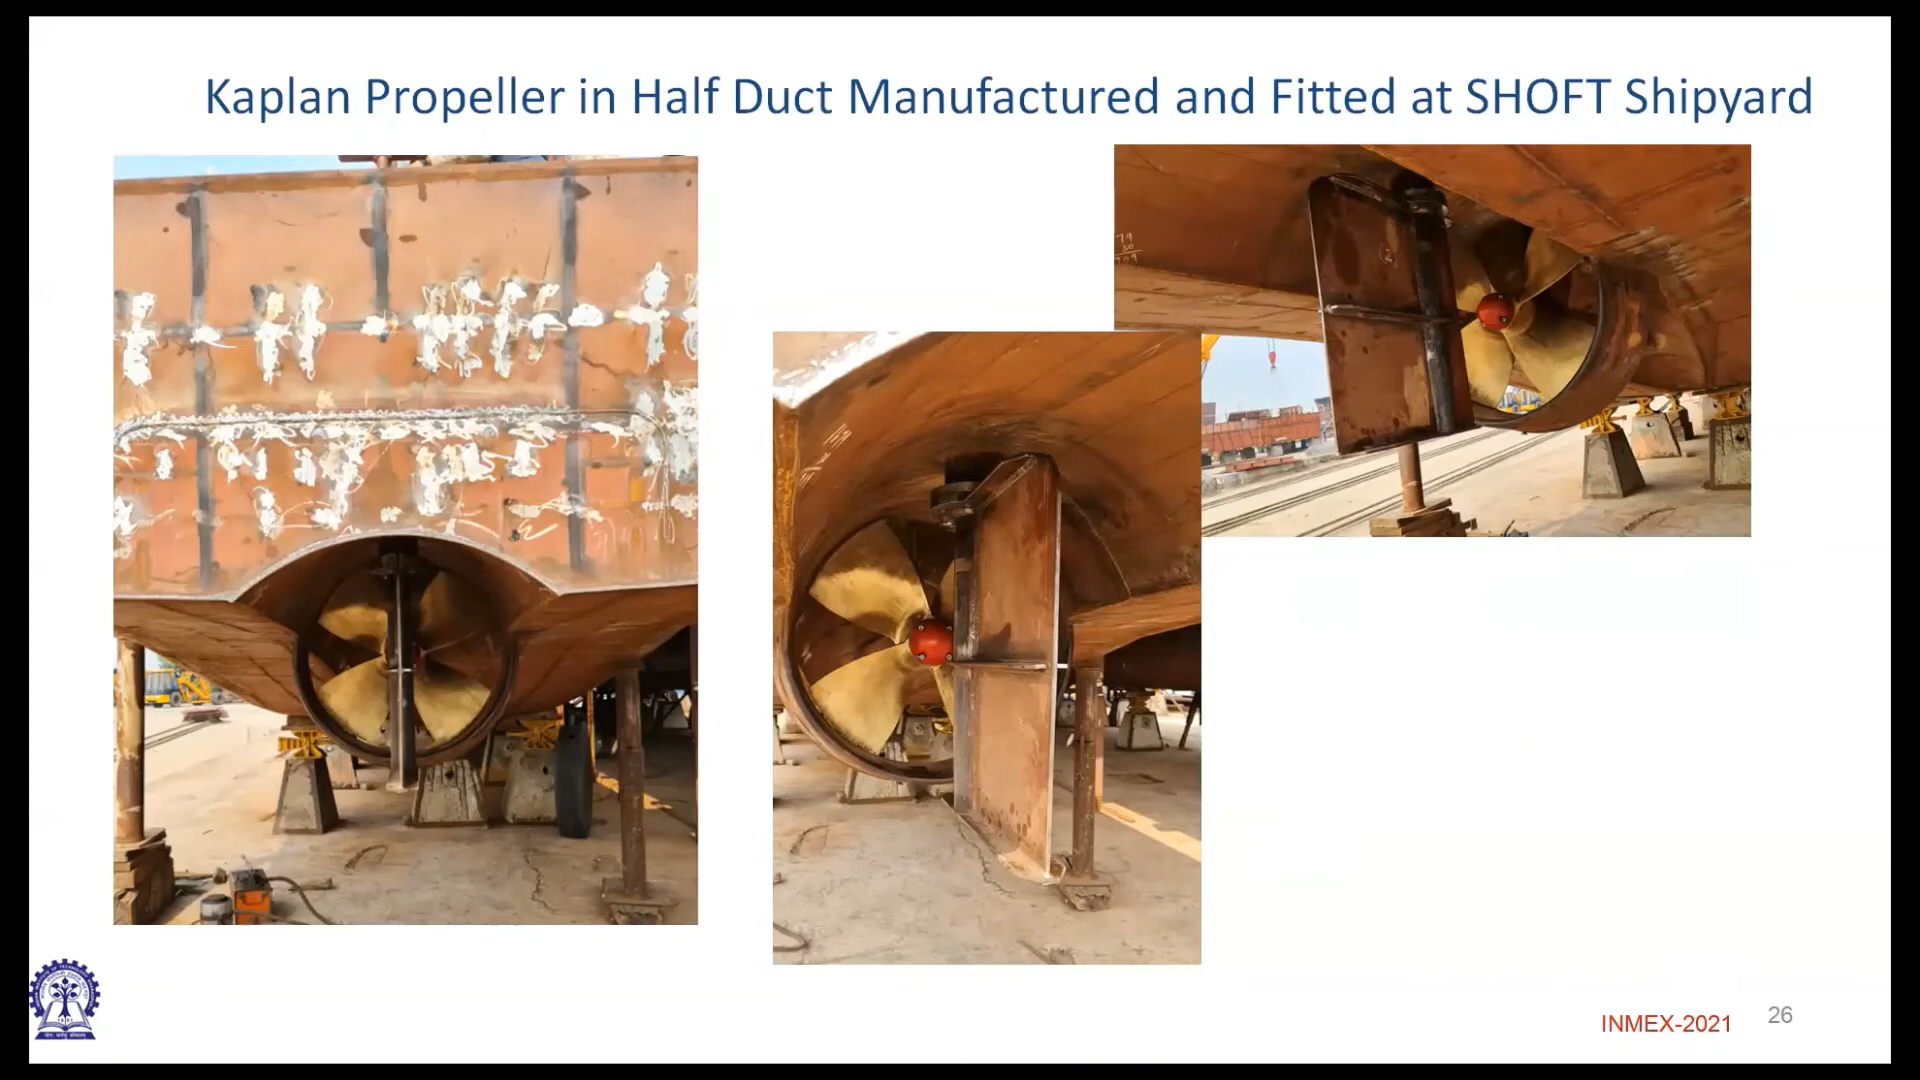 Kaplan Propeller in Half Duct Manufactured and Fitted at SHOFT Shipyard
INMEX-2021
26